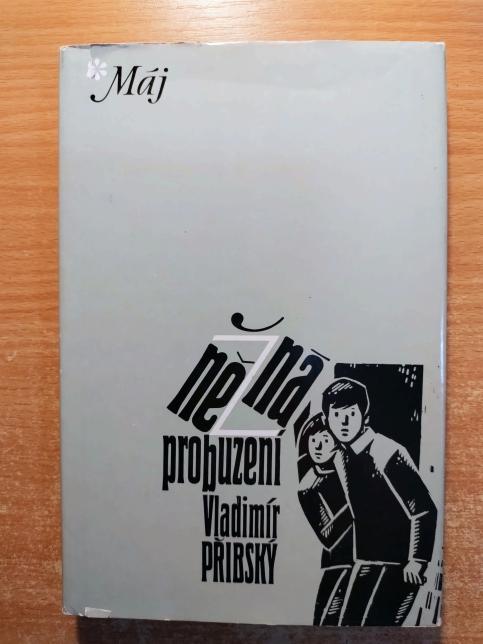 Máj
něžná
probuzení
Vladimír
PŘIBSKÝ